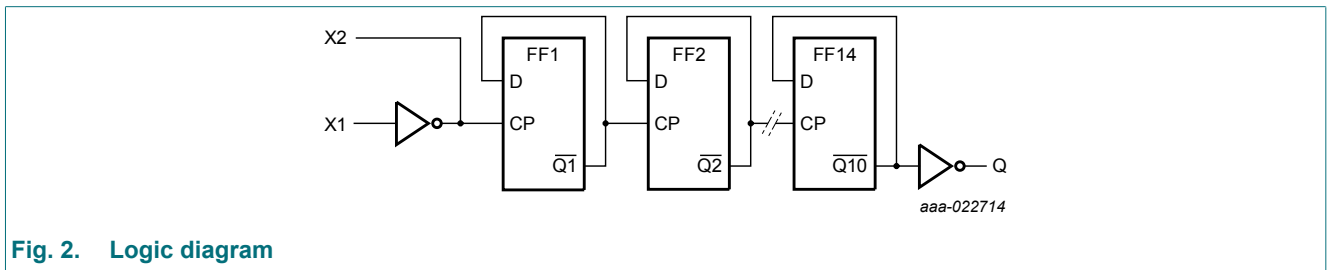 X2
X1
FF1
D
CP
Q1
FF2
D
CP
Q2
FF14
D
CP
Q10
Q
aaa-022714
Fig. 2. Logic diagram